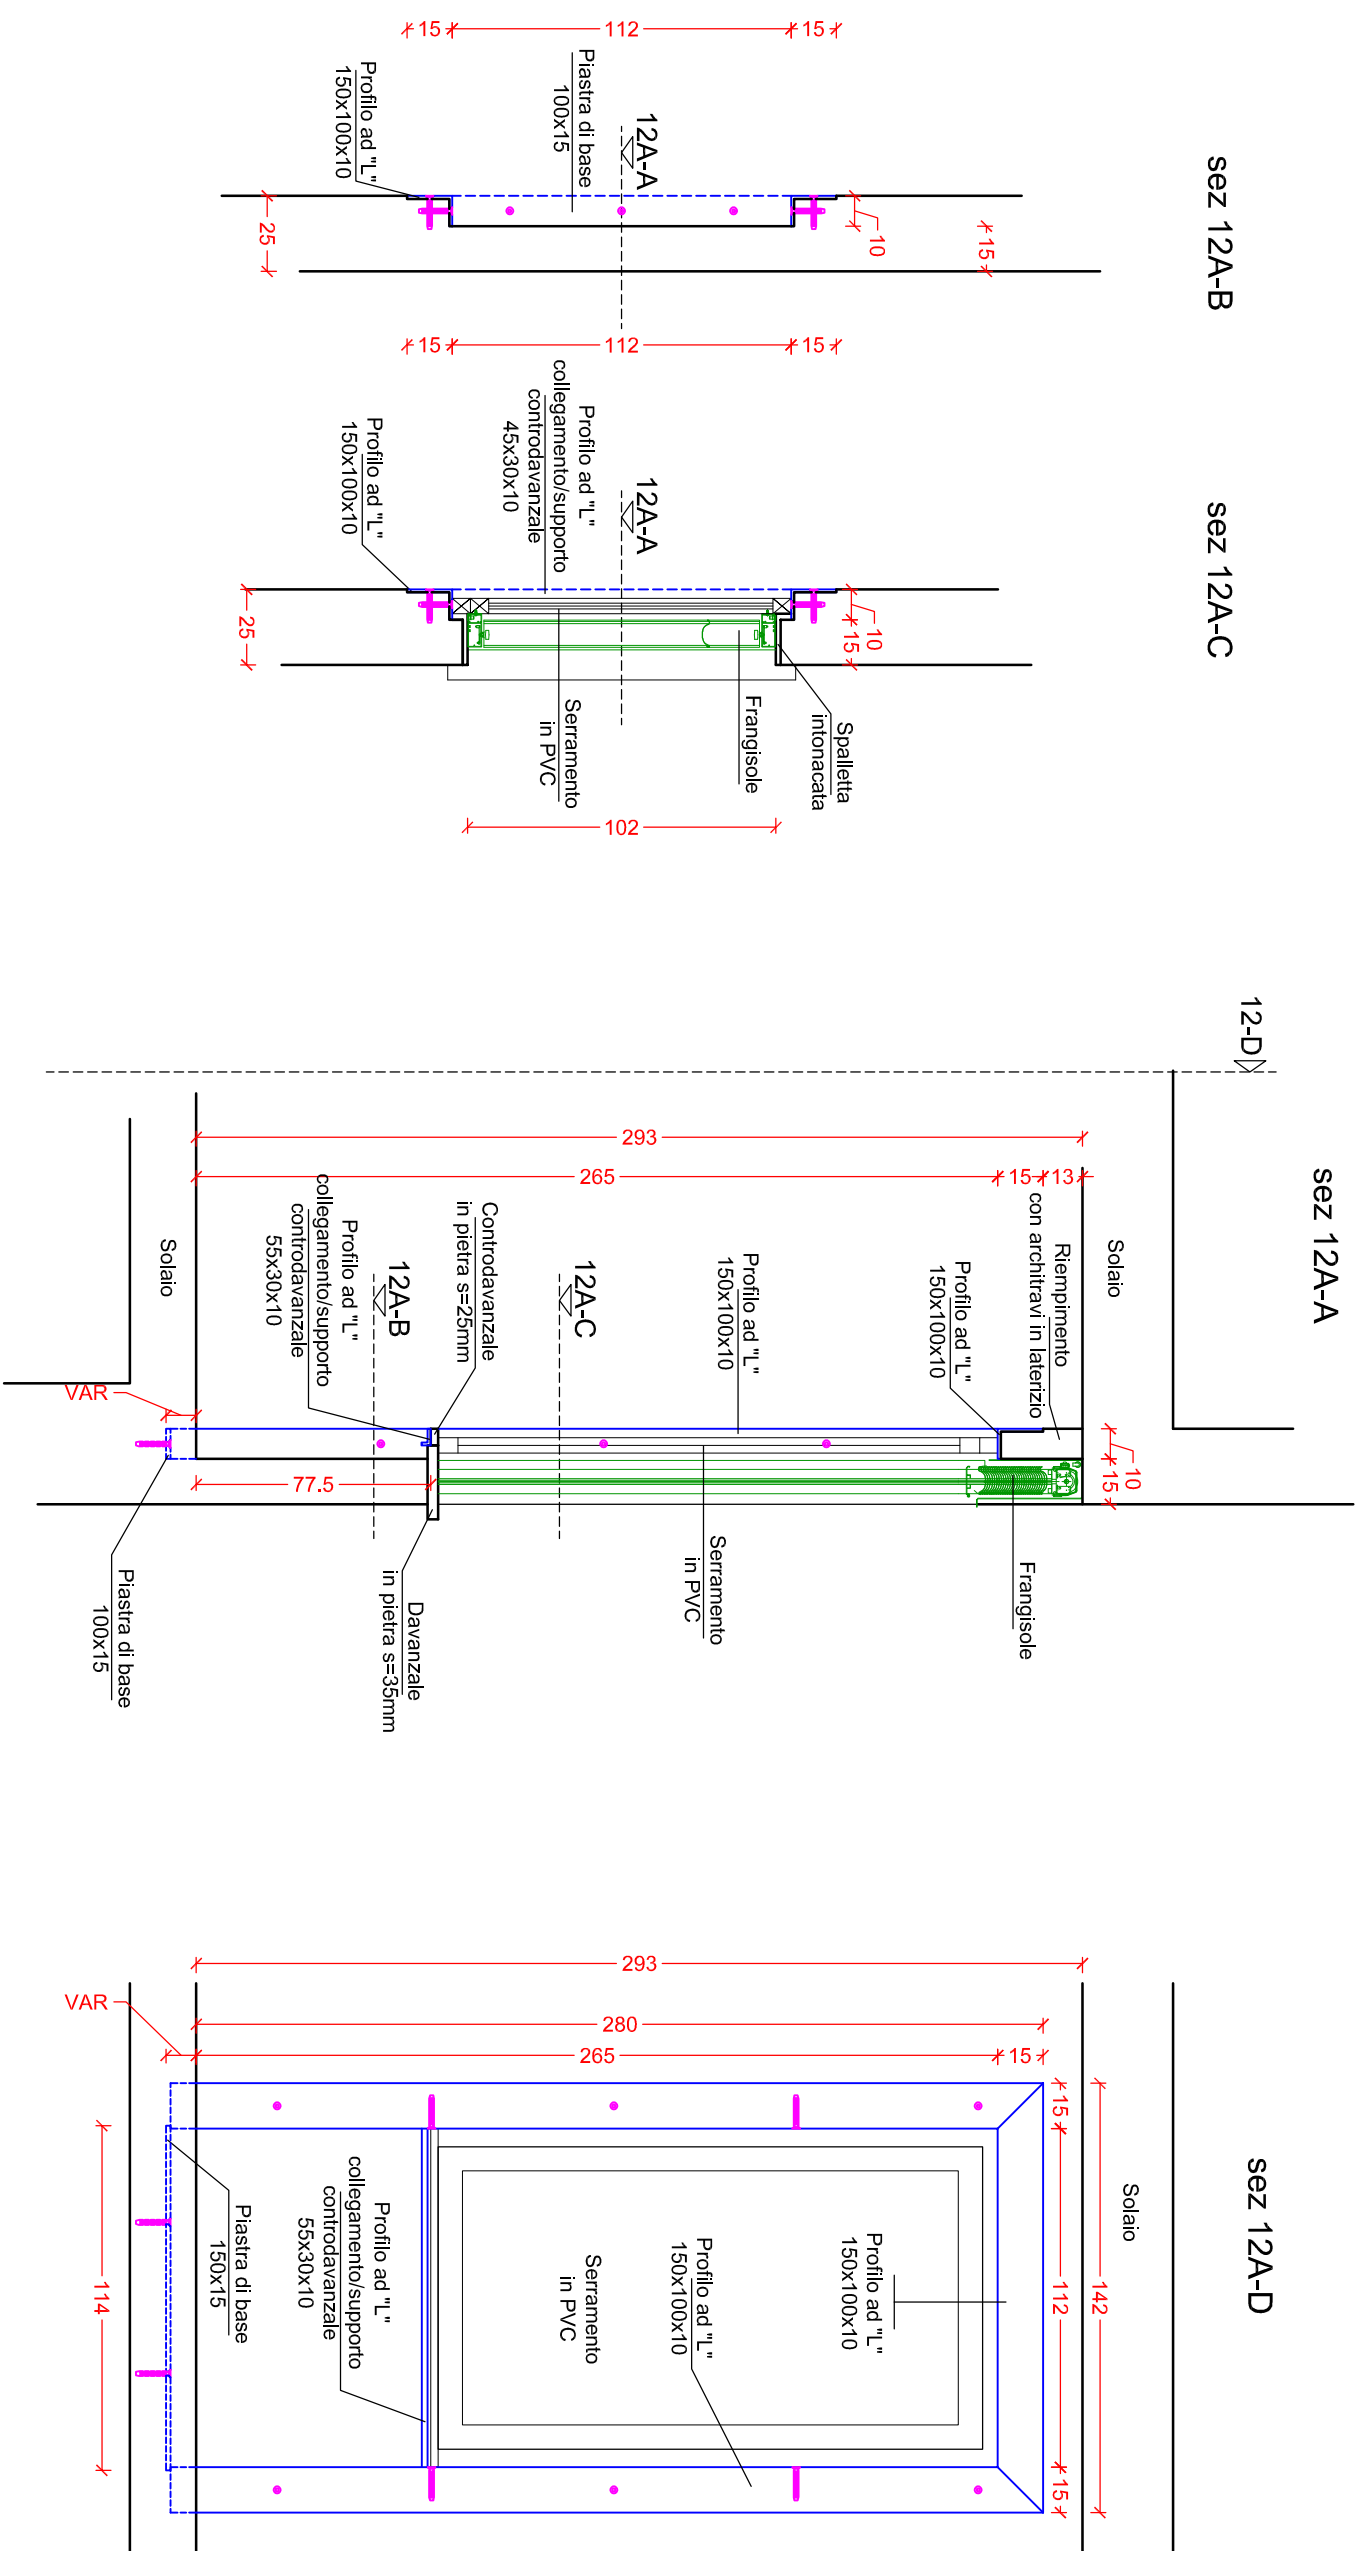 sez 12A-B
15
112
15
Piastra di base
100x15
12A-A
Profilo ad "L"
150x100x10
10
15
25
sez 12A-C
15
112
15
Profilo ad "L"
collegamento/supporto
controdavanzale
45x30x10
12A-A
Profilo ad "L"
150x100x10
10
15
25
Spalletta
intonacata
Frangisole
Serramento
in PVC
102
sez 12A-A
12-D
293
265
15
13
Solaio
Riempimento
con architravi in laterizio
Profilo ad "L"
150x100x10
Profilo ad "L"
150x100x10
12A-C
Controdavanzale
in pietra s=25mm
12A-B
Profilo ad "L"
collegamento/supporto
controdavanzale
55x30x10
Solaio
VAR
10
15
77.5
Frangisole
Serramento
in PVC
Davanzale
in pietra s=35mm
Piastra di base
100x15
sez 12A-D
293
280
265
15
VAR
Solaio
142
15
112
15
Profilo ad "L"
150x100x10
Profilo ad "L"
150x100x10
Serramento
in PVC
Profilo ad "L"
collegamento/supporto
controdavanzale
55x30x10
Piastra di base
150x15
114